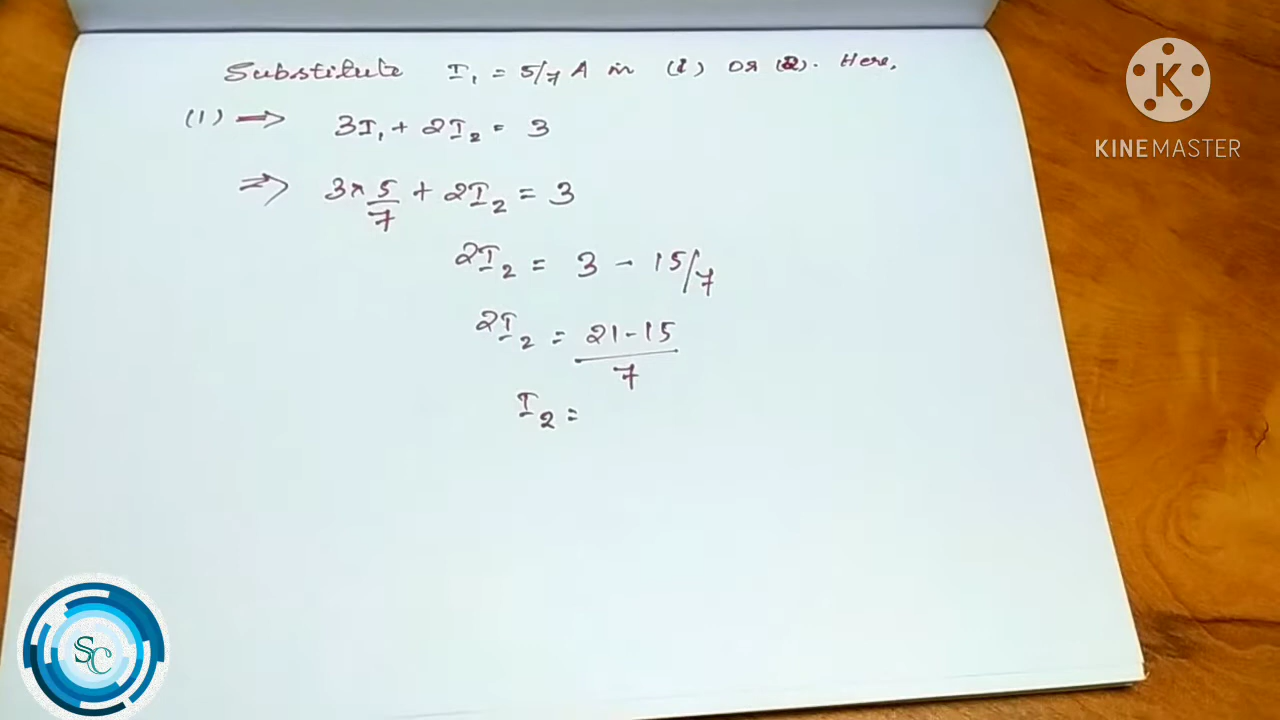 Substitute I₁ = 5/7 A in (1) or (2). Here,
(1) ⇒ 3I₁ + 2I₂ = 3
⇒ 3 × 5/7 + 2I₂ = 3
2I₂ = 3 - 15/7
2I₂ = 21-15/7
I₂ =
KINEMASTER
K
SC